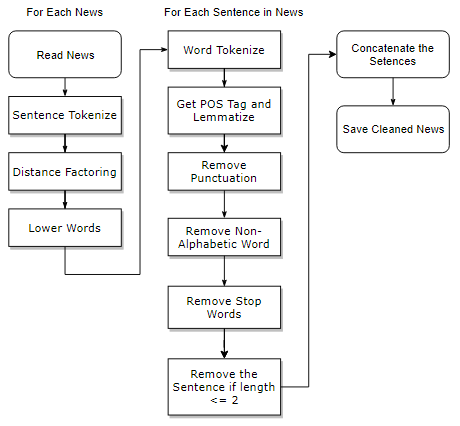 For Each News
Read News
Sentence Tokenize
Distance Factoring
Lower Words
For Each Sentence in News
Word Tokenize
Get POS Tag and
Lemmatize
Remove
Punctuation
Remove Non-
Alphabetic Word
Remove Stop
Words
Remove the
Sentence if length
<= 2
Concatenate the
Setences
Save Cleaned News